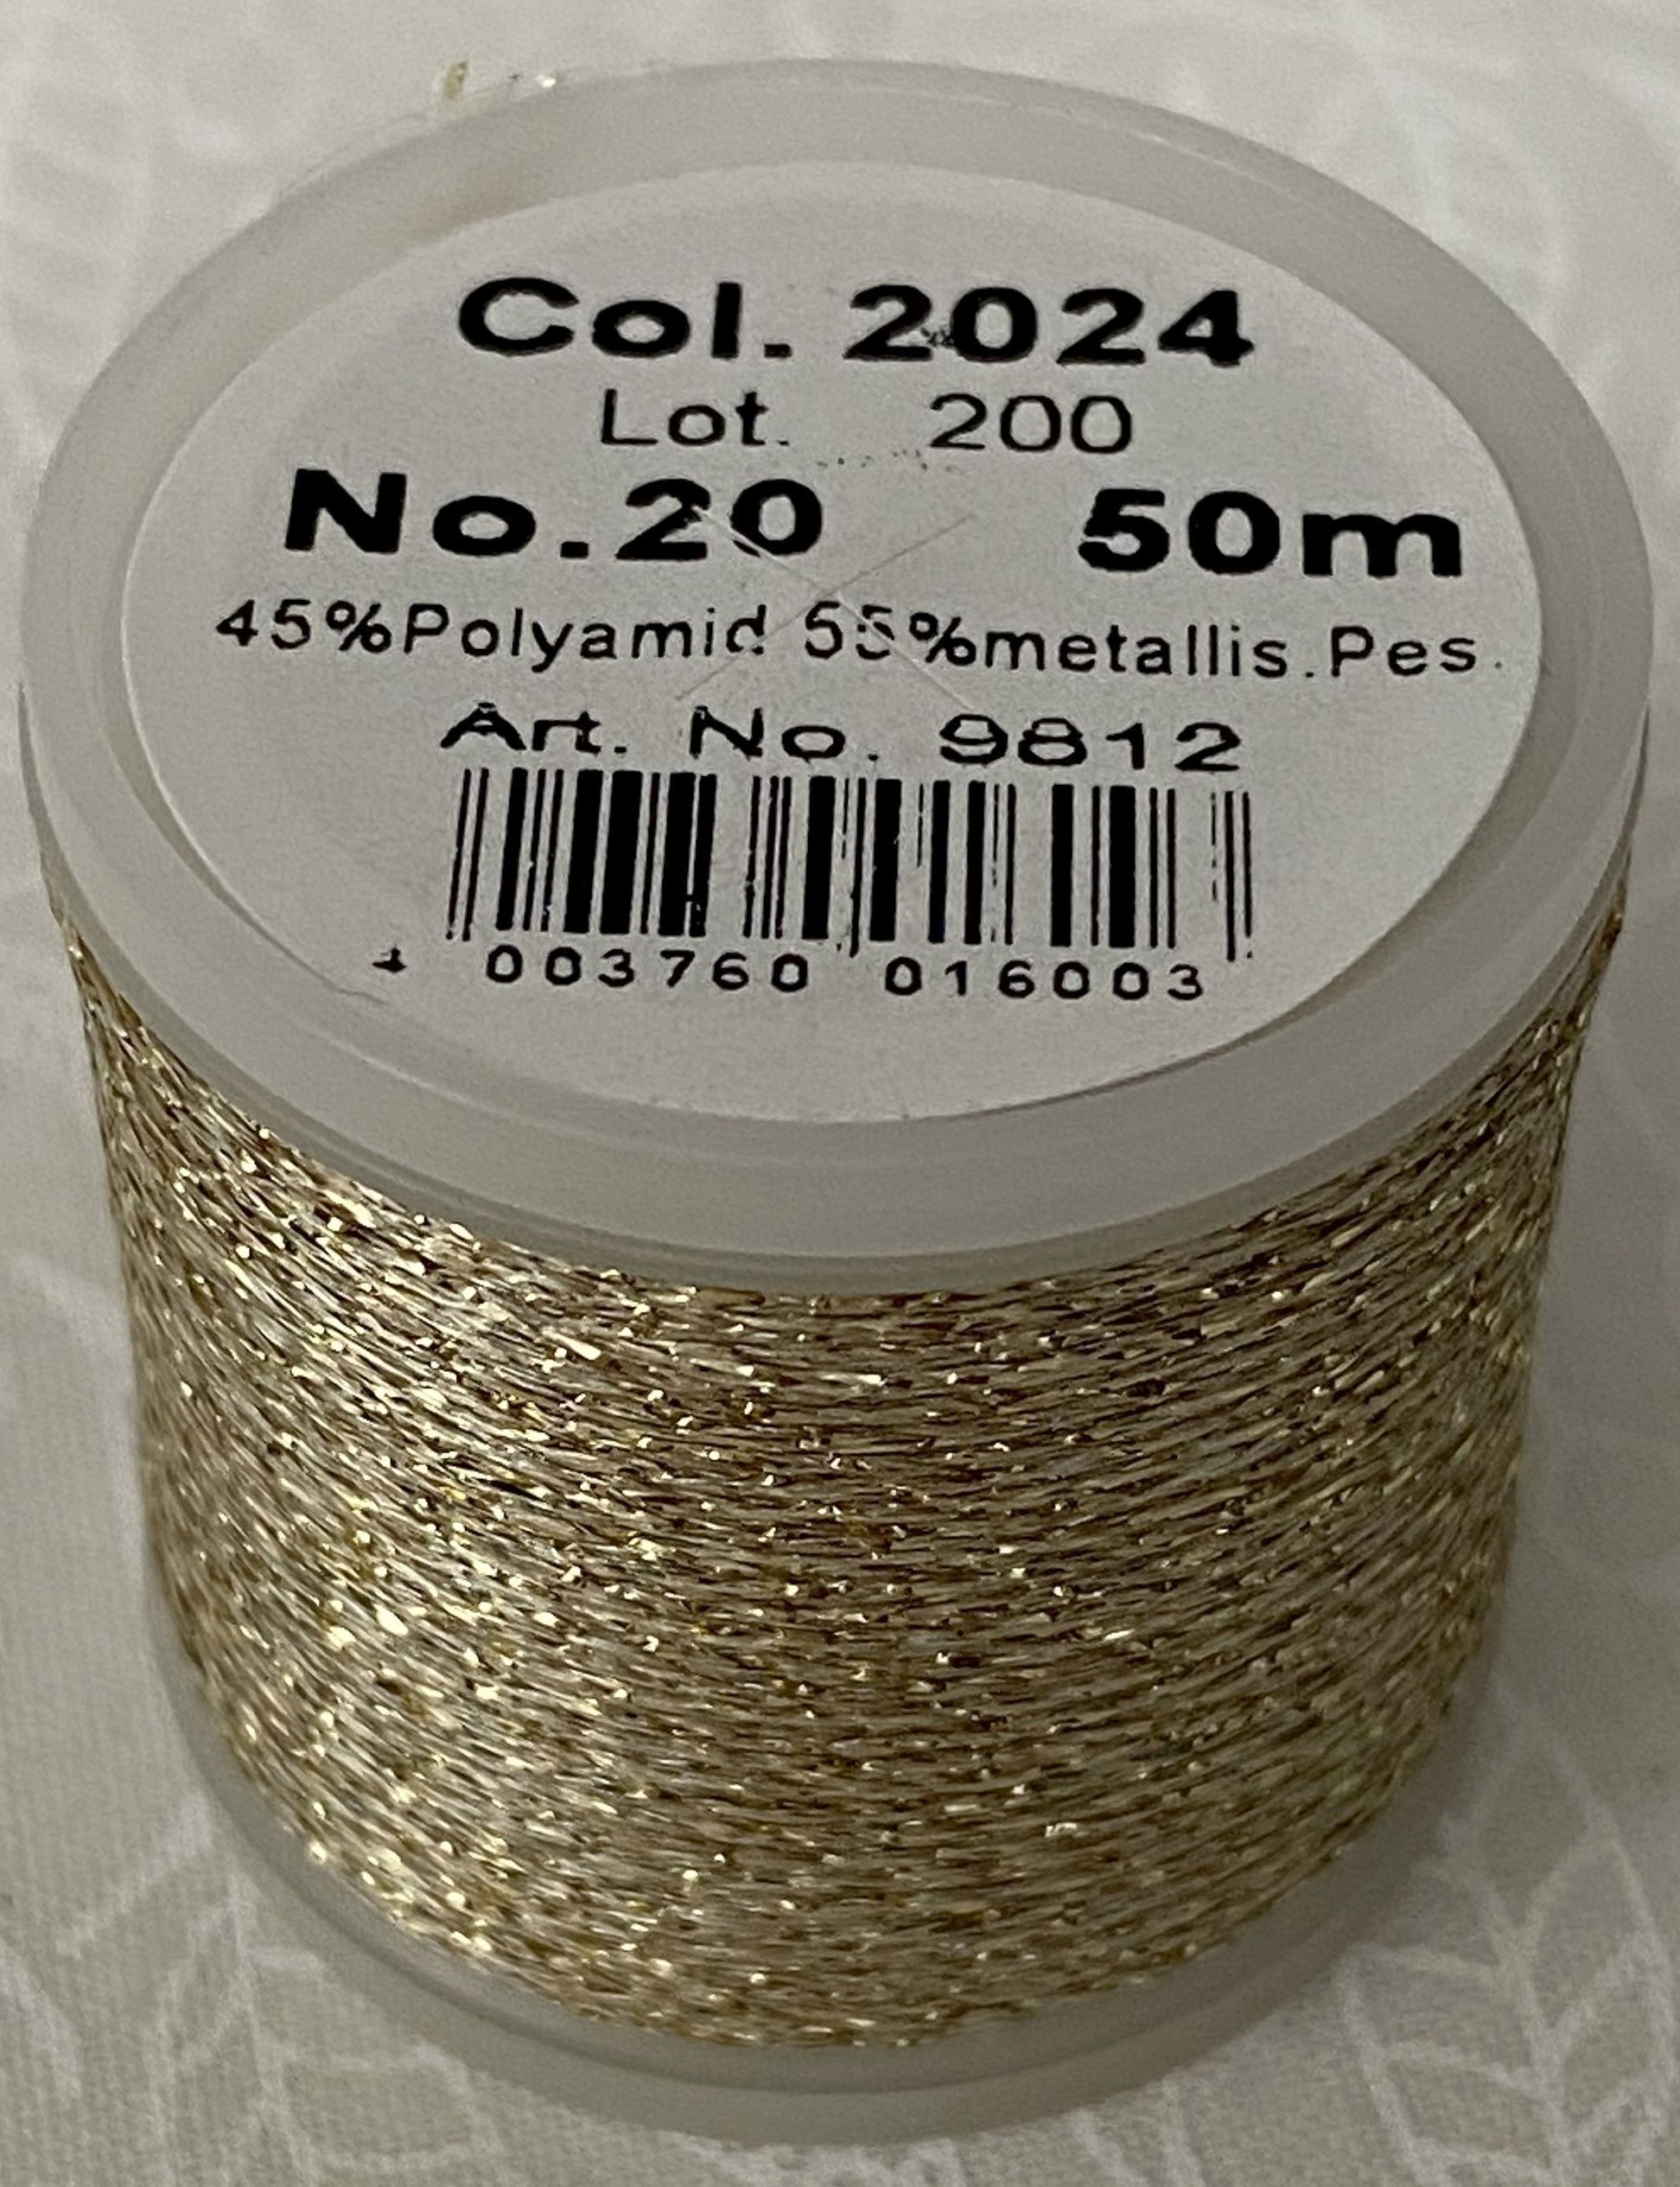 Col. 2024
Lot. 200
No.20 50m
45%Polyamid 55%metallis.Pes.
Art. No. 9812
4 003760 016003